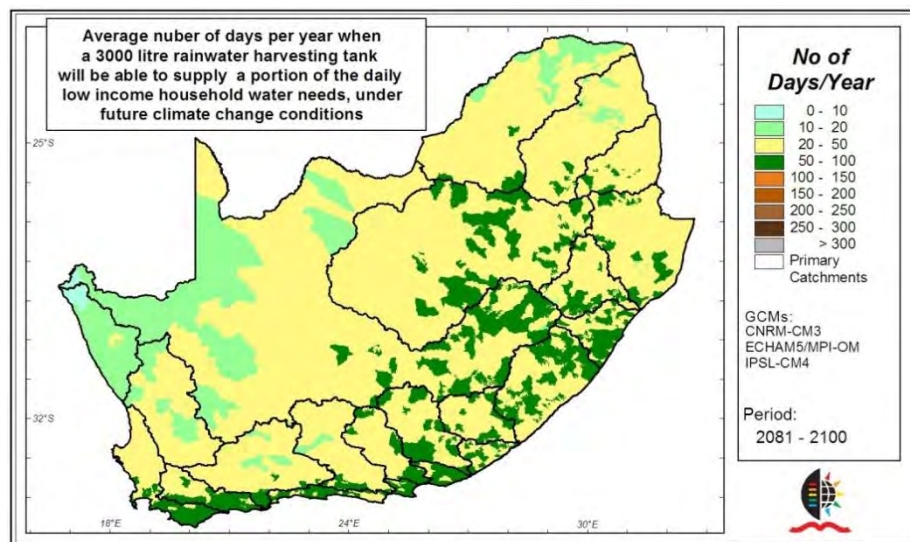 Average nuber of days per year when
a 3000 litre rainwater harvesting tank
will be able to supply a portion of the daily
low income household water needs, under
future climate change conditions
No of
Days/Year
0 - 10
10 - 20
20 - 50
50 - 100
100 - 150
150 - 200
200 - 250
250 - 300
> 300
Primary
Catchments
GCMs:
CNRM-CM3
ECHAM5/MPI-OM
IPSL-CM4
Period:
2081 - 2100
25°S
32°S
18°E
24°E
30°E